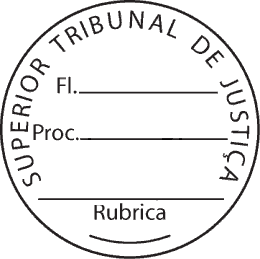 SUPERIOR TRIBUNAL DE JUSTIÇA
Fl.
Proc.
Rubrica